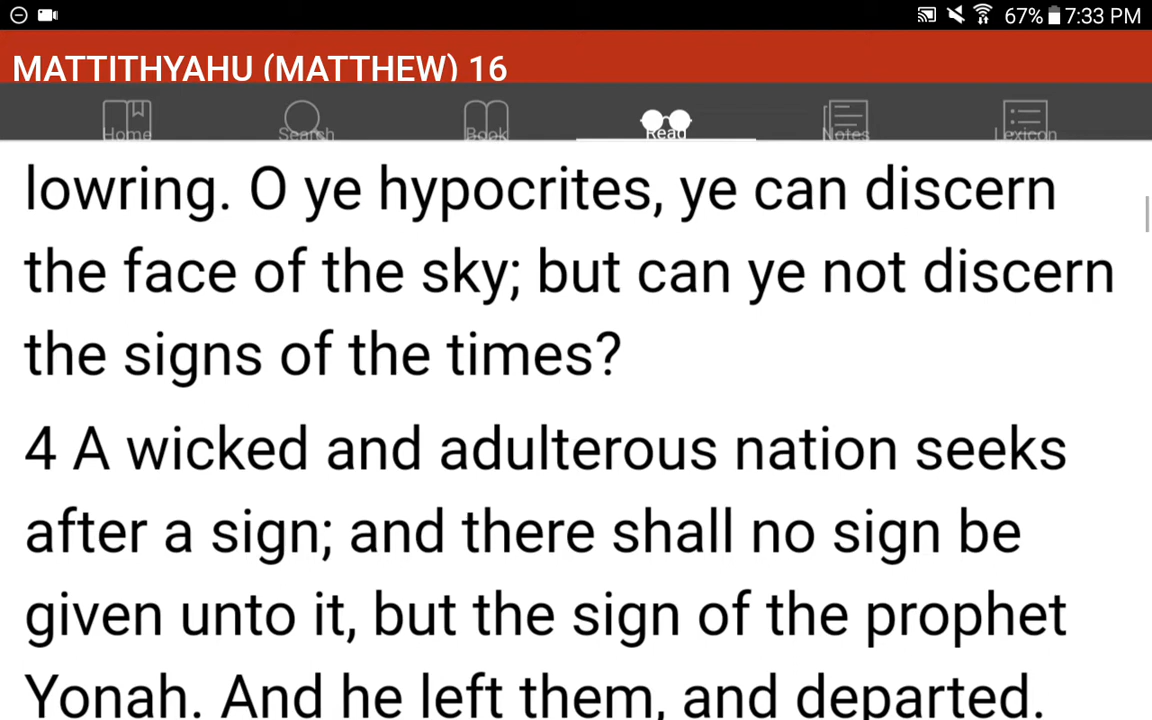 67% 7:33 PM
MATTITHYAHU (MATTHEW) 16
Home Search Book Read Notes Lexicon
lowring. O ye hypocrites, ye can discern
the face of the sky; but can ye not discern
the signs of the times?
4 A wicked and adulterous nation seeks
after a sign; and there shall no sign be
given unto it, but the sign of the prophet
Yonah. And he left them, and departed.